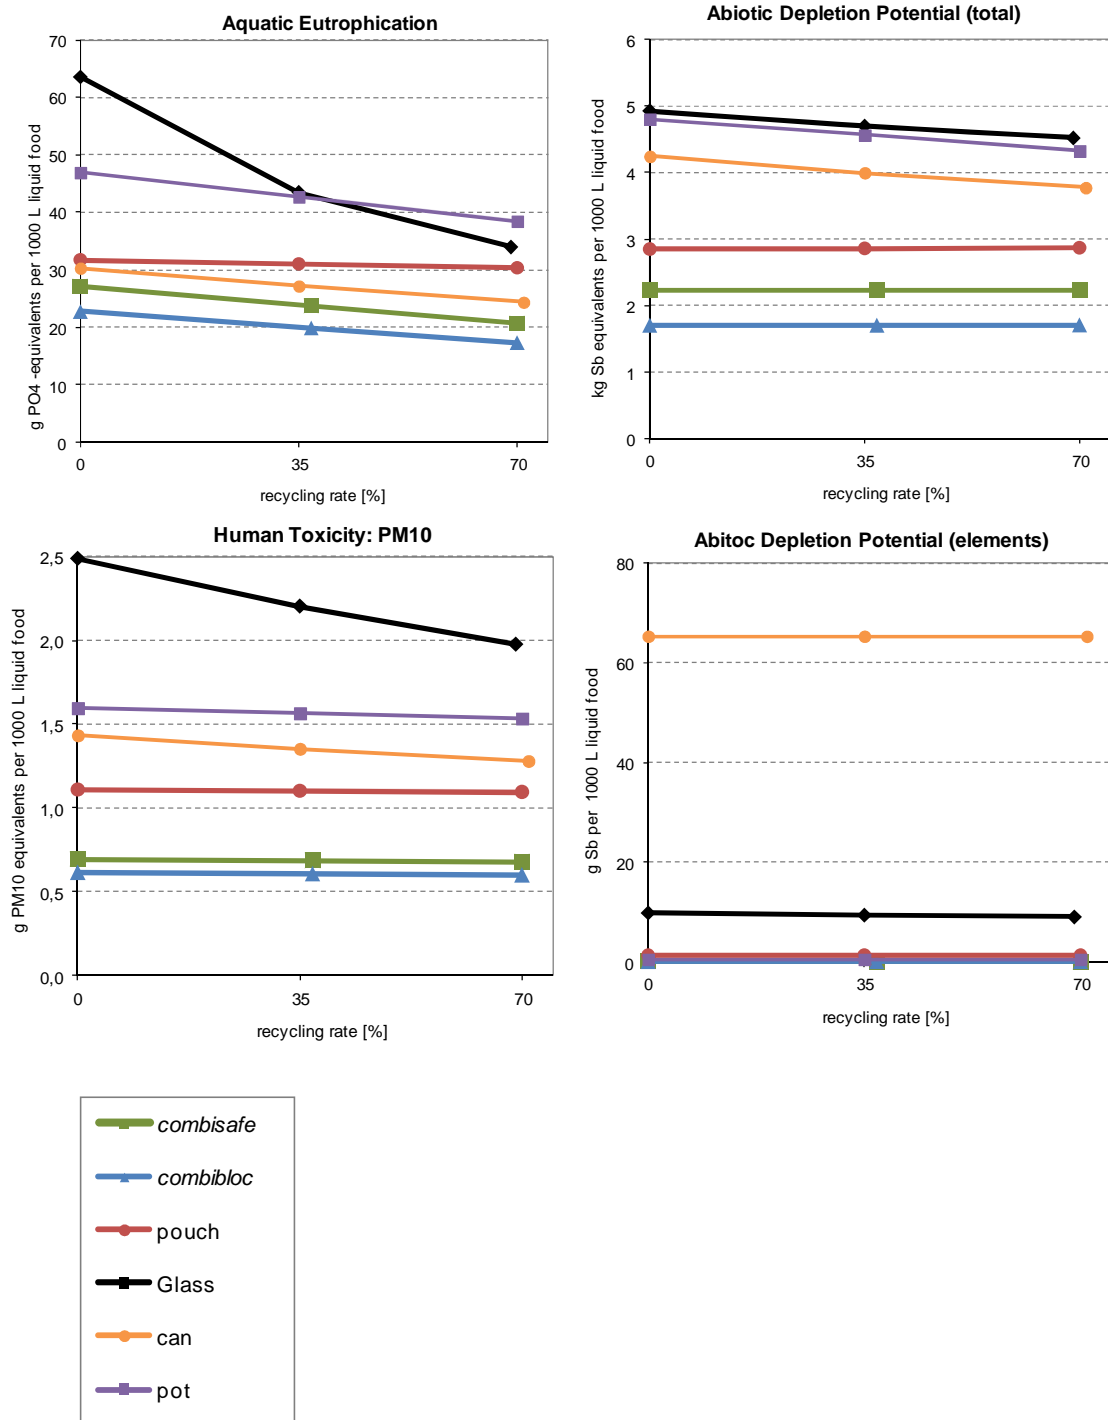 Aquatic Eutrophication
70
60
50
40
30
20
10
0
0 35 70
g PO4 -equivalents per 1000 L liquid food
recycling rate [%]
Abiotic Depletion Potential (total)
6
5
4
3
2
1
0
0 35 70
kg Sb equivalents per 1000 L liquid food
recycling rate [%]
Human Toxicity: PM10
2,5
2,0
1,5
1,0
0,5
0,0
0 35 70
g PM10 equivalents per 1000 L liquid food
recycling rate [%]
Abitoc Depletion Potential (elements)
80
60
40
20
0
0 35 70
g Sb per 1000 L liquid food
recycling rate [%]
combisafe
combibloc
pouch
Glass
can
pot